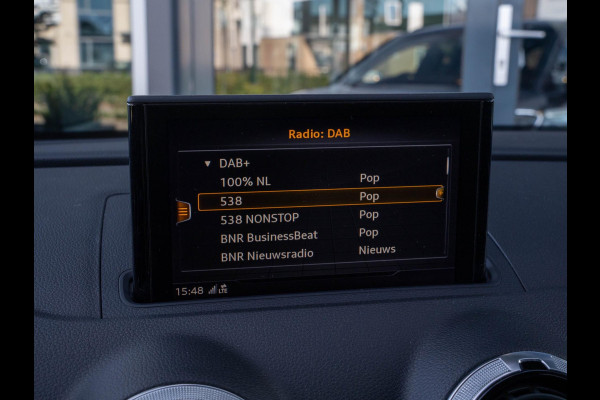 Radio: DAB
▼ DAB+
100% NL Pop
538 Pop
538 NONSTOP Pop
BNR BusinessBeat Pop
BNR Nieuwsradio Nieuws
15:48 LTE